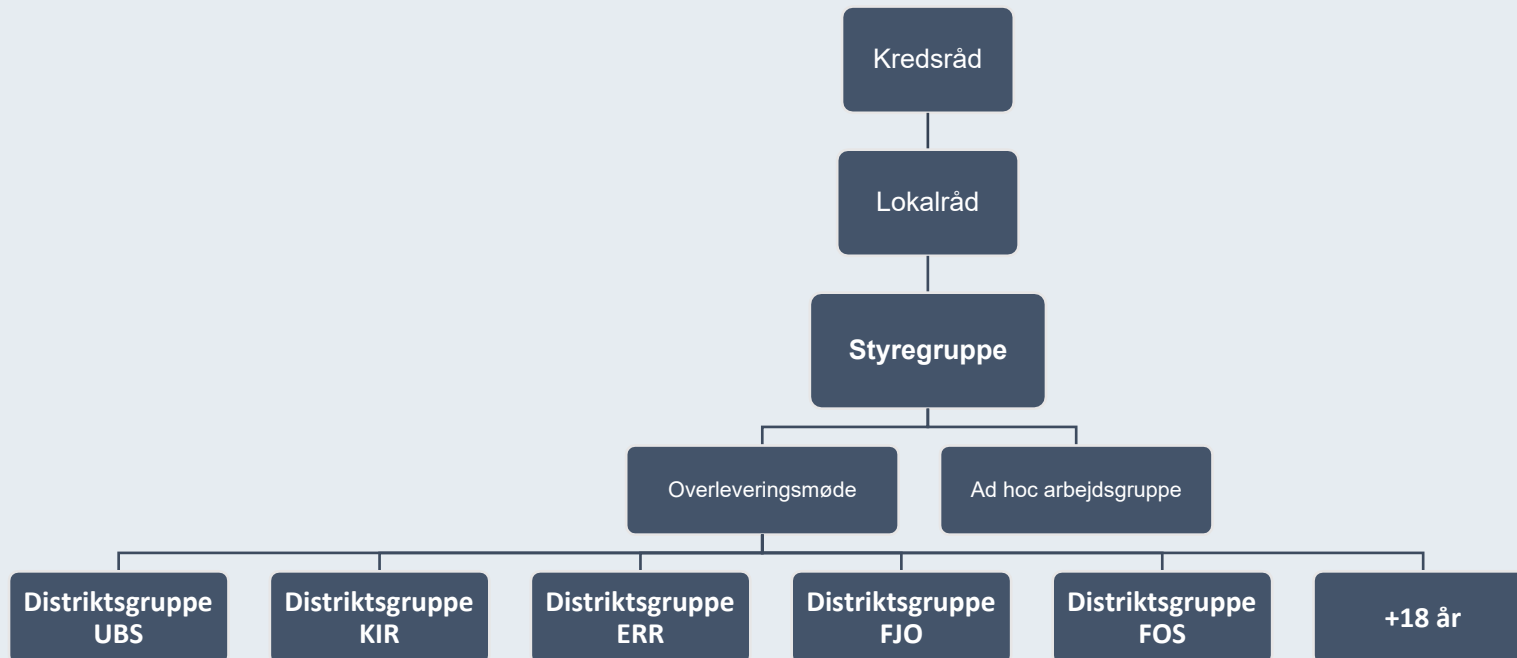 Kredsråd
Lokalråd
Styregruppe
Overleveringsmøde
Ad hoc arbejdsgruppe
Distriktsgruppe
UBS
Distriktsgruppe
KIR
Distriktsgruppe
ERR
Distriktsgruppe
FJO
Distriktsgruppe
FOS
+18 år